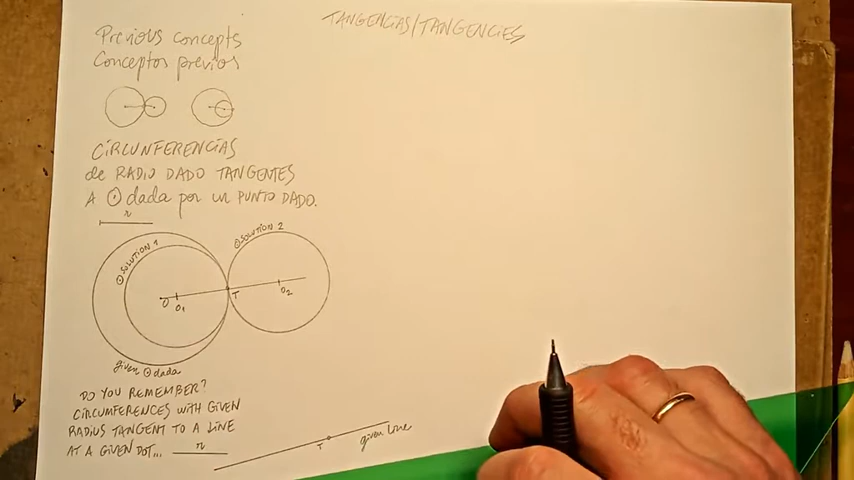 TANGENCIAS/TANGENCIES
Previous concepts
Conceptos previos
CIRCUNFERENCIAS
de RADIO DADO TANGENTES
A ⊙ dada por un PUNTO DADO.
r
⊙ SOLUTION 1
⊙ SOLUTION 2
O
O1
T
O2
given ⊙ dada
DO YOU REMEMBER?
CIRCUMFERENCES WITH GIVEN
RADIUS TANGENT TO A LINE
AT A GIVEN DOT... r
T
given line